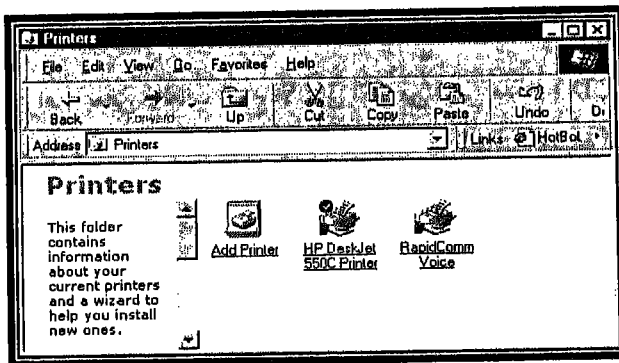 Printers
File Edit View Go Favorites Help
Back Forward Up Cut Copy Paste Undo
Address Printers Links HotBot
Printers
This folder
contains
information
about your
current printers
and a wizard to
help you install
new ones.
Add Printer
HP DeskJet
550C Printer
RapidComm
Voice